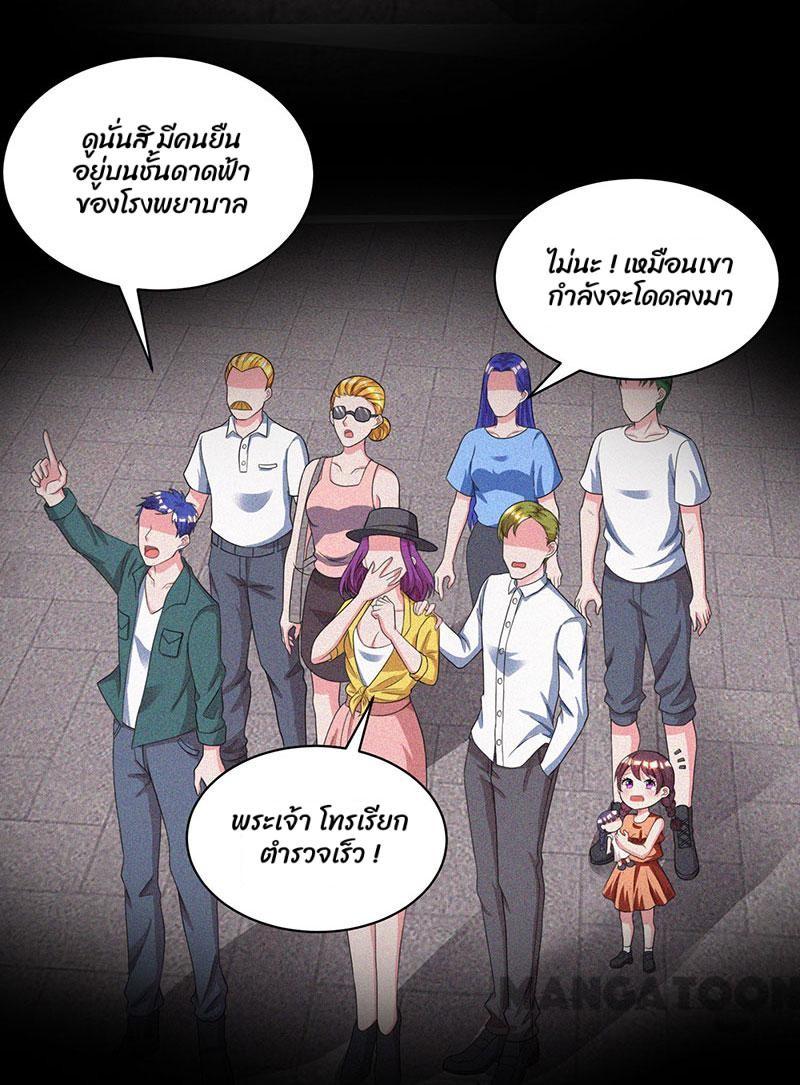 ดูนั่นสิ มีคนยืน
อยู่บนชั้นดาดฟ้า
ของโรงพยาบาล
ไม่นะ ! เหมือนเขา
กำลังจะโดดลงมา
พระเจ้า โทรเรียก
ตำรวจเร็ว !
MANGATOON